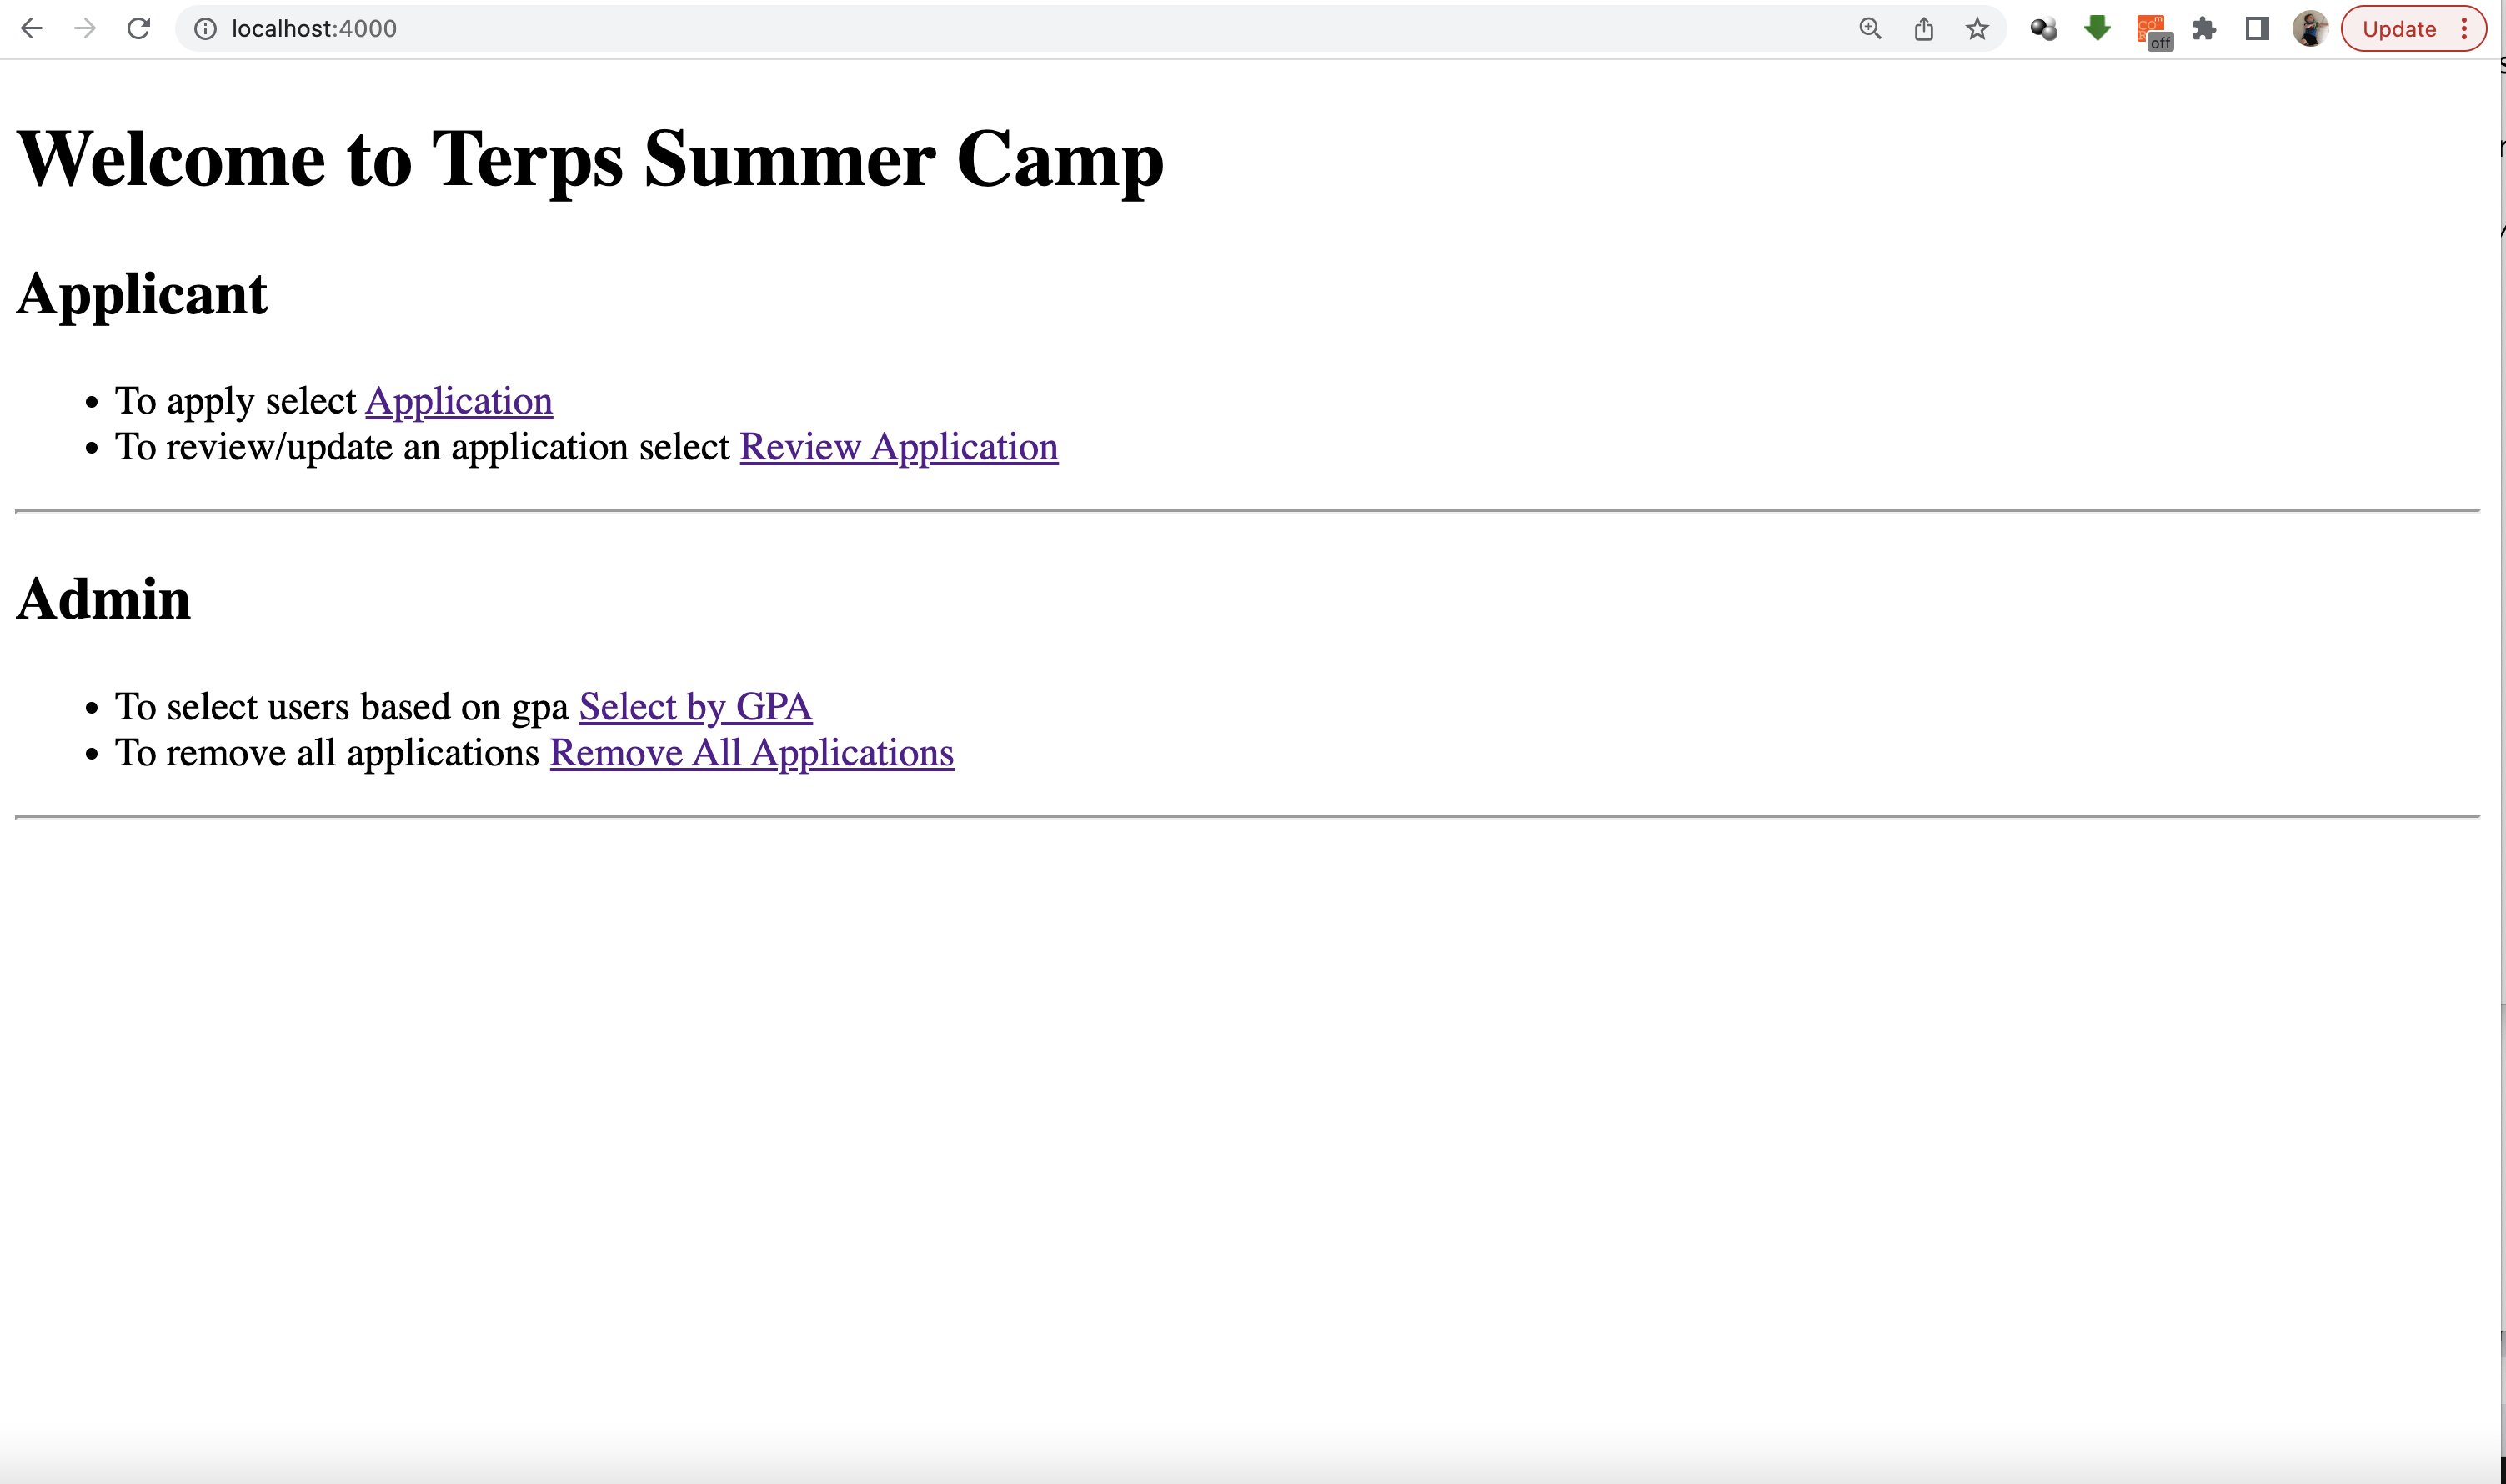 localhost:4000
off
Update
Welcome to Terps Summer Camp
Applicant
• To apply select Application
• To review/update an application select Review Application
Admin
• To select users based on gpa Select by GPA
• To remove all applications Remove All Applications